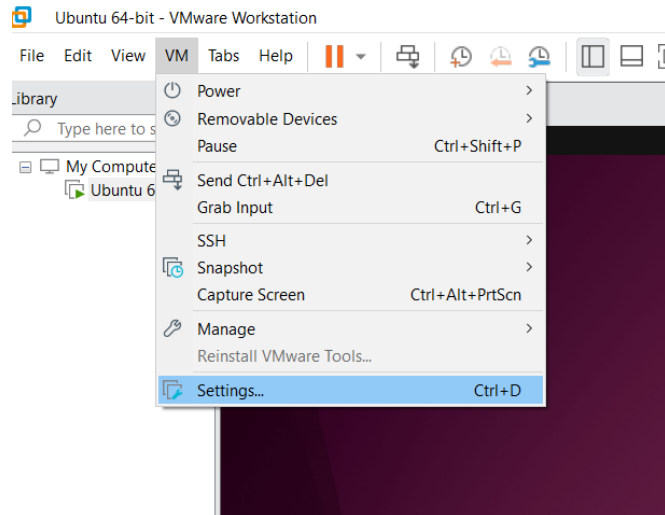 Ubuntu 64-bit - VMware Workstation
File Edit View VM Tabs Help
Library
Type here to s
My Compute
Ubuntu 6
Power
Removable Devices
Pause Ctrl+Shift+P
Send Ctrl+Alt+Del
Grab Input Ctrl+G
SSH
Snapshot
Capture Screen Ctrl+Alt+PrtScn
Manage
Reinstall VMware Tools...
Settings... Ctrl+D